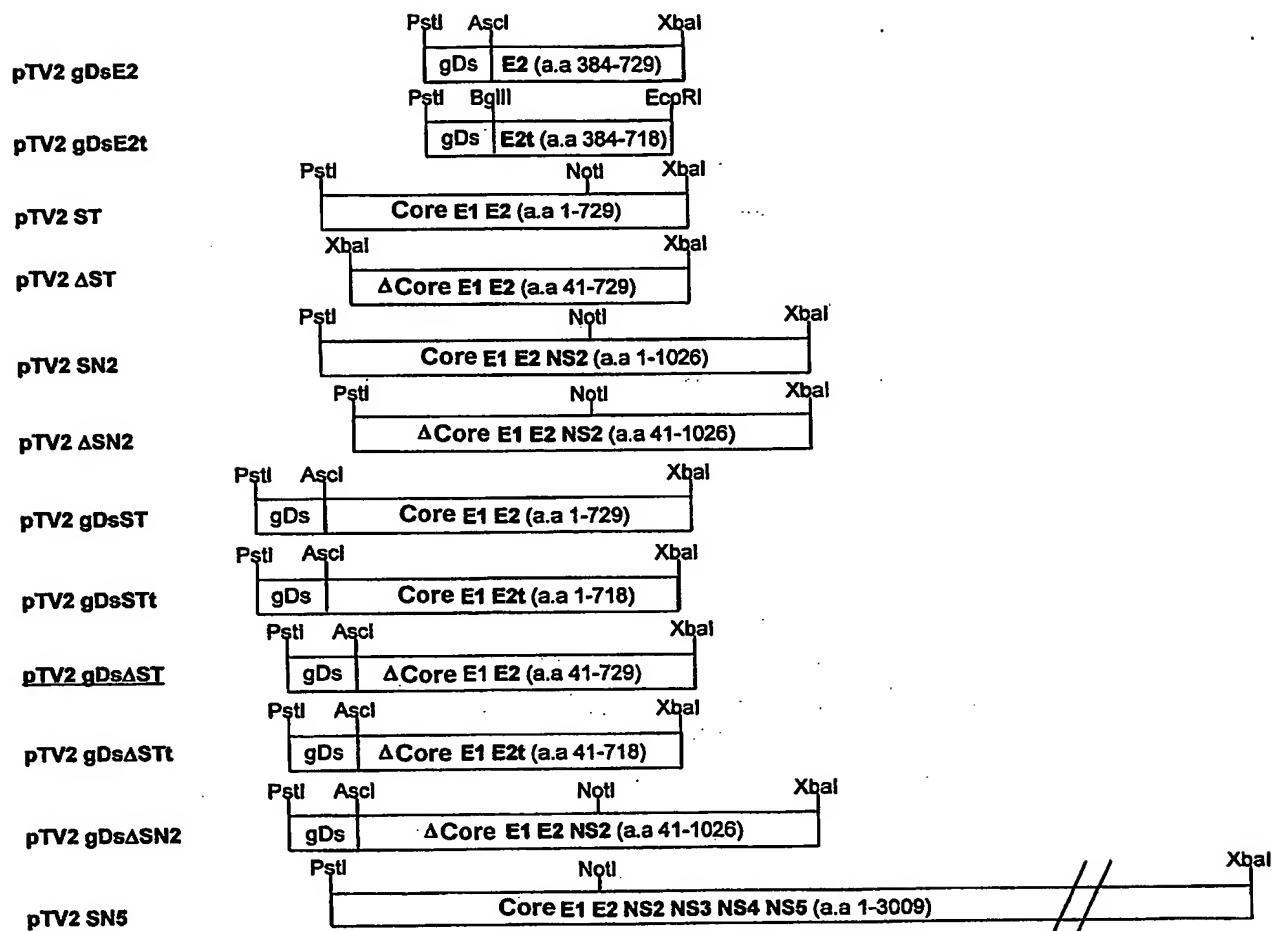 PstI AscI XbaI
pTV2 gDsE2 gDs E2 (a.a 384-729)
PstI BglII EcoRI
pTV2 gDsE2t gDs E2t (a.a 384-718)
PstI NotI XbaI
pTV2 ST Core E1 E2 (a.a 1-729)
XbaI XbaI
pTV2 ΔST ΔCore E1 E2 (a.a 41-729)
PstI NotI XbaI
pTV2 SN2 Core E1 E2 NS2 (a.a 1-1026)
PstI NotI XbaI
pTV2 ΔSN2 ΔCore E1 E2 NS2 (a.a 41-1026)
PstI AscI XbaI
pTV2 gDsST gDs Core E1 E2 (a.a 1-729)
PstI AscI XbaI
pTV2 gDsSTt gDs Core E1 E2t (a.a 1-718)
PstI AscI XbaI
pTV2 gDsΔST gDs ΔCore E1 E2 (a.a 41-729)
PstI AscI XbaI
pTV2 gDsΔSTt gDs ΔCore E1 E2t (a.a 41-718)
PstI AscI NotI XbaI
pTV2 gDsΔSN2 gDs ΔCore E1 E2 NS2 (a.a 41-1026)
PstI NotI XbaI
pTV2 SN5 Core E1 E2 NS2 NS3 NS4 NS5 (a.a 1-3009)